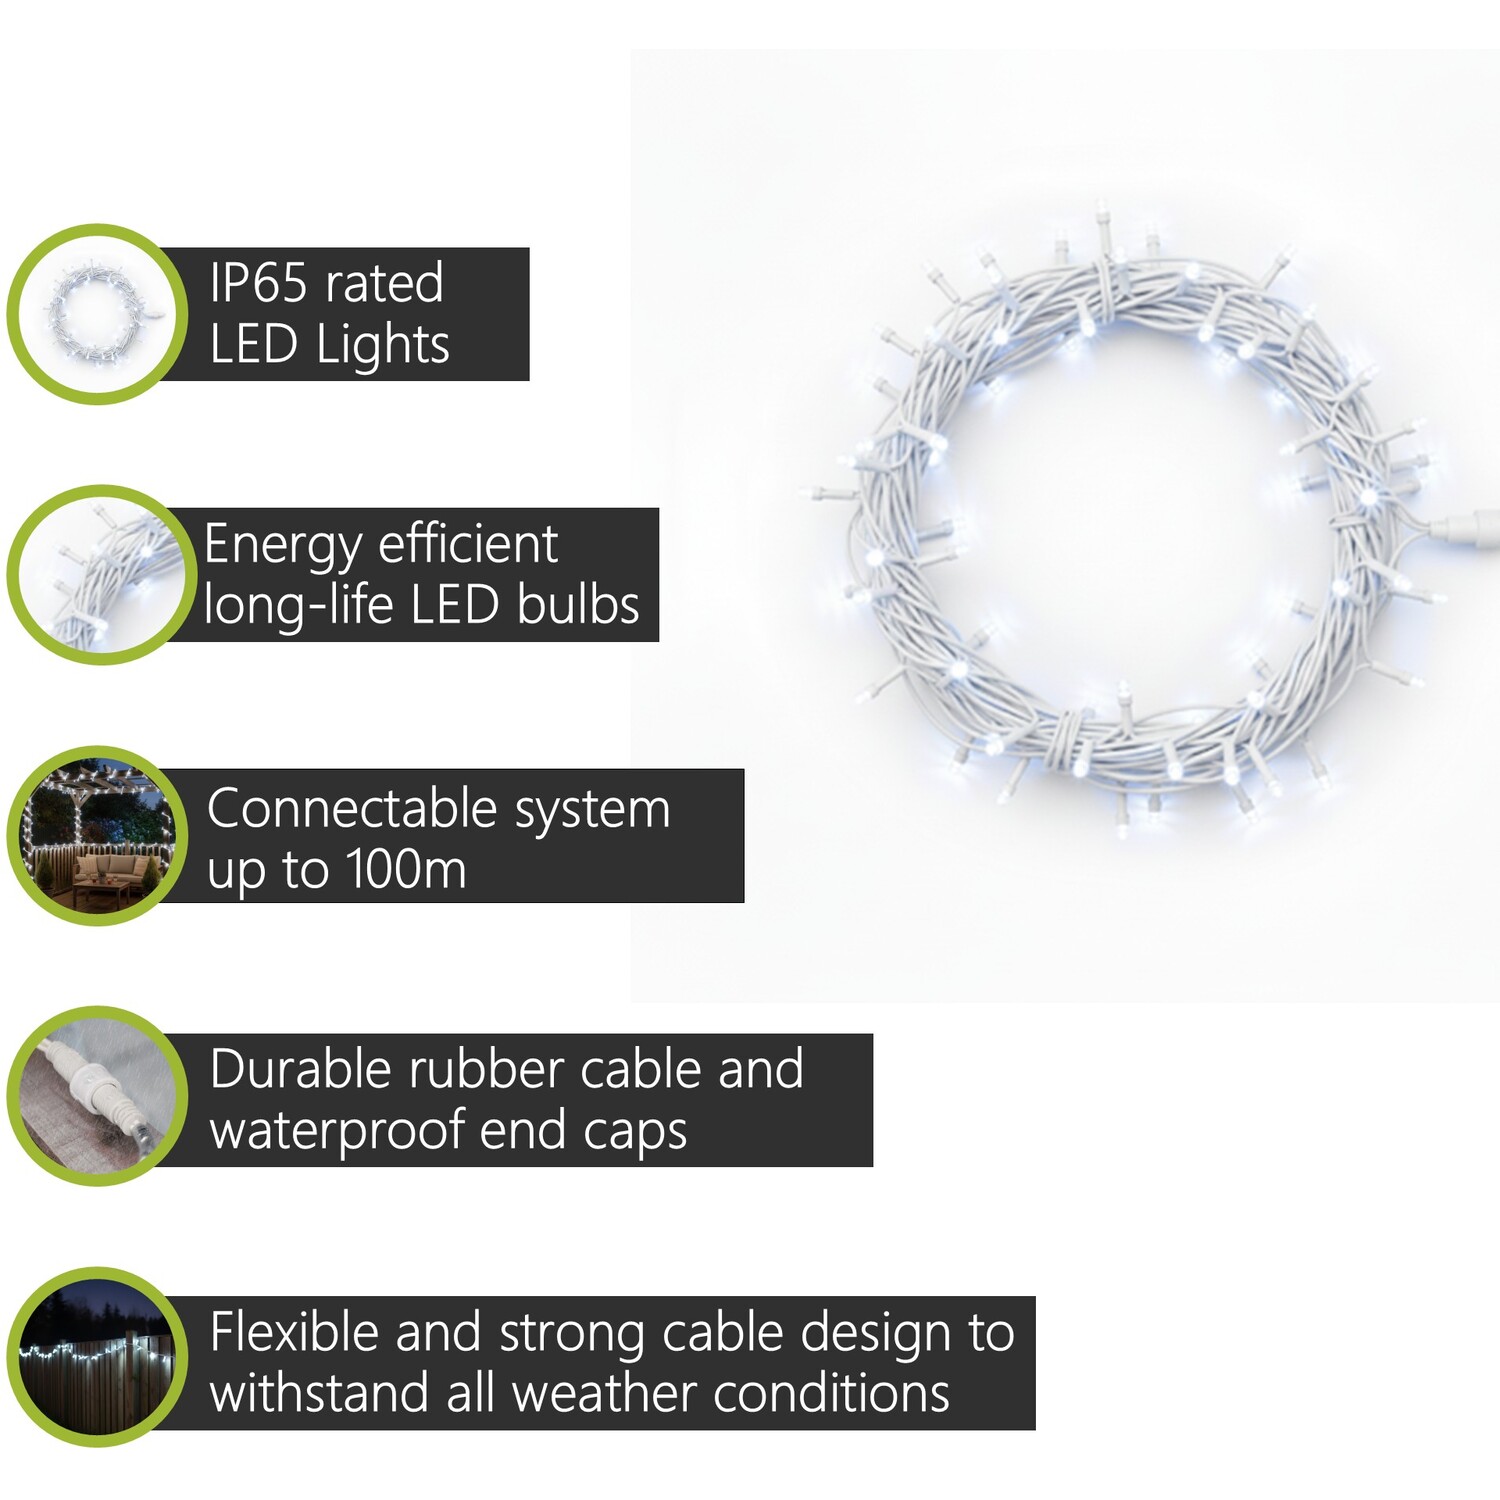 IP65 rated
LED Lights
Energy efficient
long-life LED bulbs
Connectable system
up to 100m
Durable rubber cable and
waterproof end caps
Flexible and strong cable design to
withstand all weather conditions